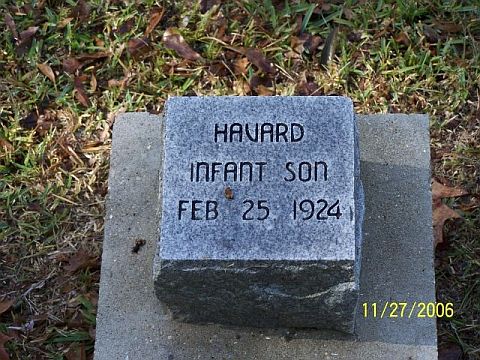 HAVARD
INFANT SON
FEB 25 1924
11/27/2006